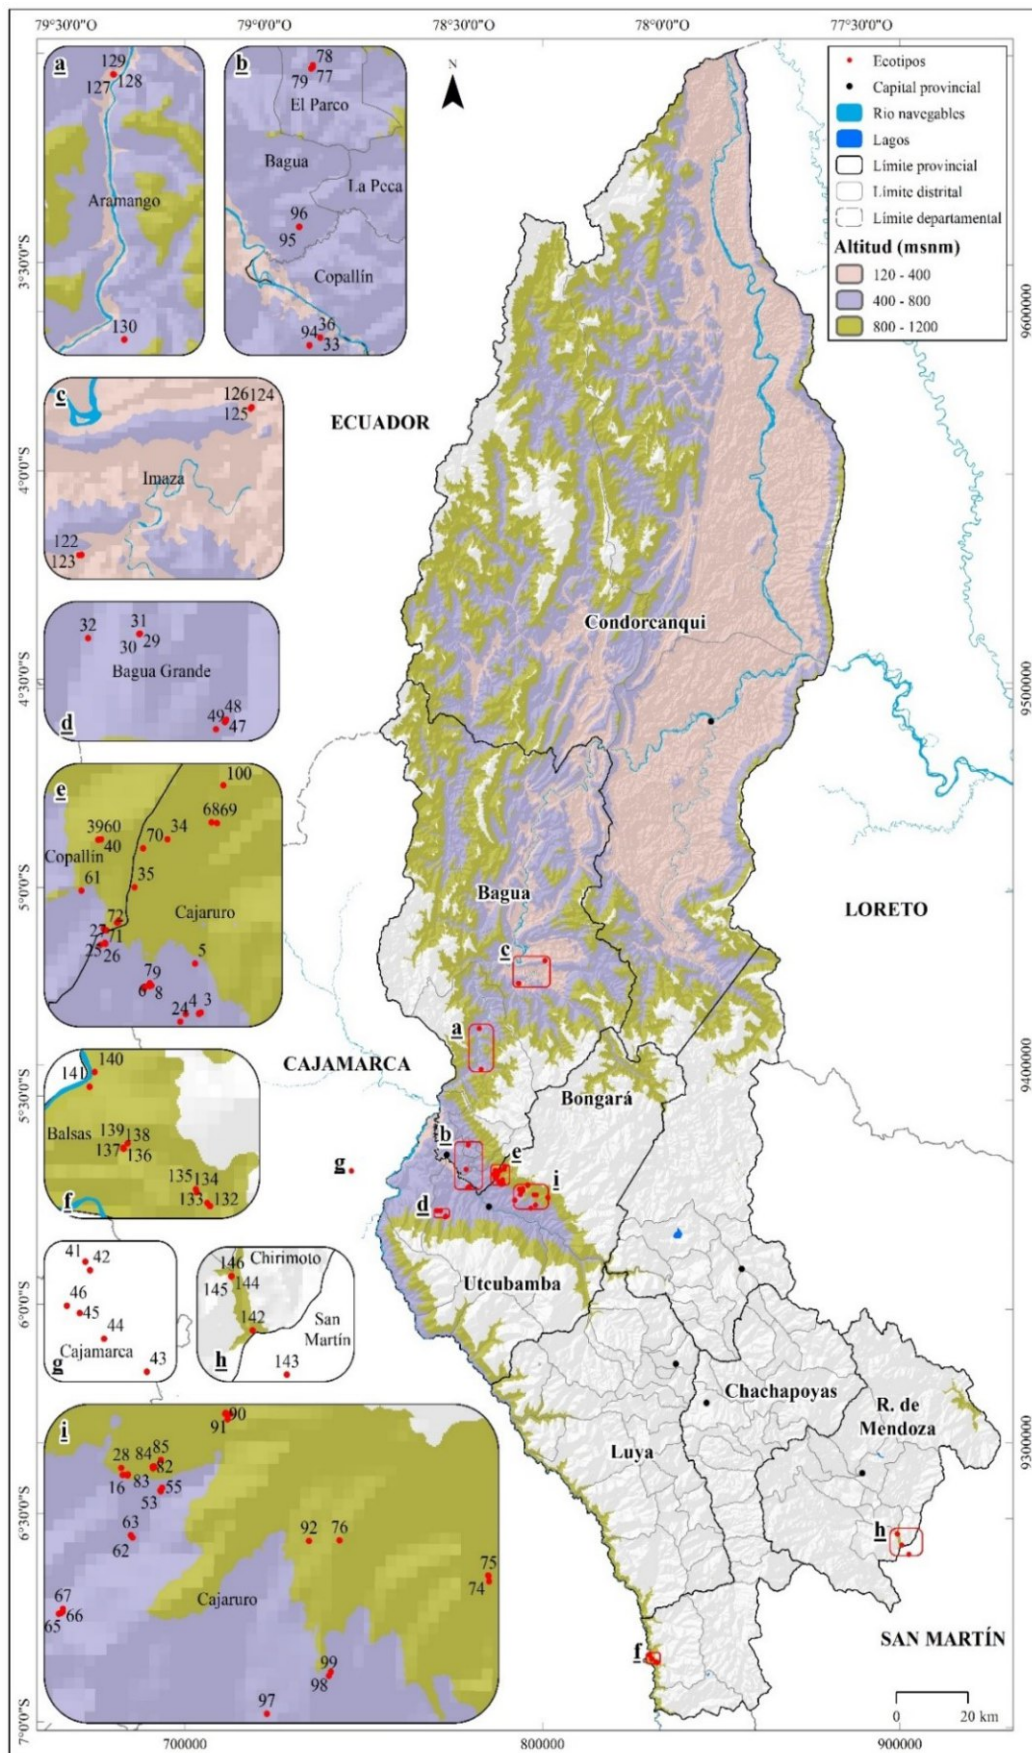 79°30'0"O
79°0'0"O
78°30'0"O
78°0'0"O
77°30'0"O
N
Ecotipos
Capital provincial
Rio navegables
Lagos
Límite provincial
Límite distrital
Límite departamental
Altitud (msnm)
120 - 400
400 - 800
800 - 1200
a
129
127 128
Aramango
130
b
78
79 77
El Parco
Bagua
La Peca
96
95
Copallín
36
94
33
c
126 124
125
Imaza
122
123
32
31
30 29
Bagua Grande
48
49
47
d
e
100
6869
3960
70 34
40
Copallín
61
35
72
Cajaruro
27
71
25
26
5
79
6 8
4 3
24
140
141
Balsas
139
138
137
136
135
134
133
132
f
41
42
46
45
44
Cajamarca
43
g
146
Chirimoto
145
144
142
San
Martín
h
143
i
90
91
85
28 84
82
16
83
55
53
63
62
92 76
75
74
Cajaruro
67
66
65
99
98
97
ECUADOR
Condorcanqui
Bagua
LORETO
c
a
CAJAMARCA
Bongará
b
e
g
i
d
Utcubamba
Chachapoyas
R. de
Mendoza
Luya
h
SAN MARTÍN
f
0 20 km
3°30'0"S
4°0'0"S
4°30'0"S
5°0'0"S
5°30'0"S
6°0'0"S
6°30'0"S
7°0'0"S
9600000
9500000
9400000
9300000
700000
800000
900000